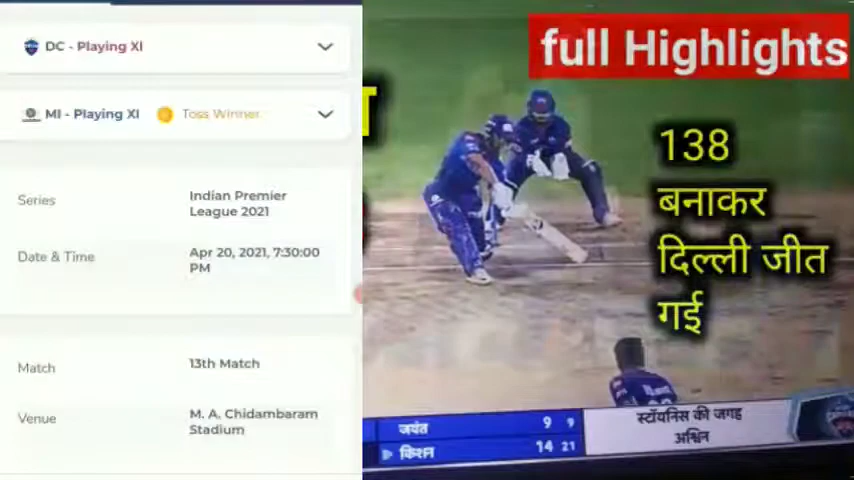 DC - Playing XI
MI - Playing XI Toss Winner
Series Indian Premier
League 2021
Date & Time Apr 20, 2021, 7:30:00
PM
Match 13th Match
Venue M. A. Chidambaram
Stadium
full Highlights
138
बनाकर
दिल्ली जीत
गई
जयंत 9 9
किशन 14 21
स्टॉयनिस की जगह
अश्विन